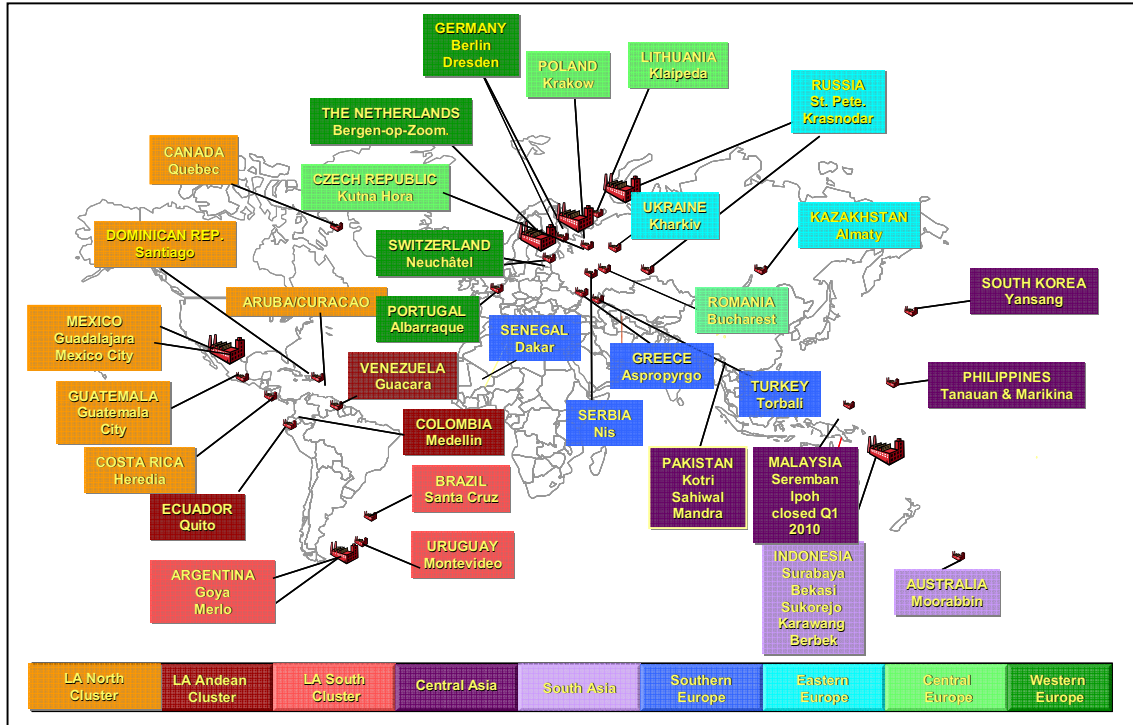 GERMANY
Berlin
Dresden
POLAND
Krakow
LITHUANIA
Klaipeda
RUSSIA
St. Pete.
Krasnodar
THE NETHERLANDS
Bergen-op-Zoom.
CANADA
Quebec
CZECH REPUBLIC
Kutna Hora
UKRAINE
Kharkiv
KAZAKHSTAN
Almaty
DOMINICAN REP.
Santiago
SWITZERLAND
Neuchâtel
SOUTH KOREA
Yansang
ARUBA/CURACAO
PORTUGAL
Albarraque
ROMANIA
Bucharest
MEXICO
Guadalajara
Mexico City
SENEGAL
Dakar
GREECE
Aspropyrgo
VENEZUELA
Guacara
TURKEY
Torbali
PHILIPPINES
Tanauan & Marikina
GUATEMALA
Guatemala
City
SERBIA
Nis
COLOMBIA
Medellin
COSTA RICA
Heredia
PAKISTAN
Kotri
Sahiwal
Mandra
MALAYSIA
Seremban
Ipoh
closed Q1
2010
BRAZIL
Santa Cruz
ECUADOR
Quito
URUGUAY
Montevideo
INDONESIA
Surabaya
Bekasi
Sukorejo
Karawang
Berbek
ARGENTINA
Goya
Merlo
AUSTRALIA
Moorabbin
LA North
Cluster
LA Andean
Cluster
LA South
Cluster
Central Asia
South Asia
Southern
Europe
Eastern
Europe
Central
Europe
Western
Europe